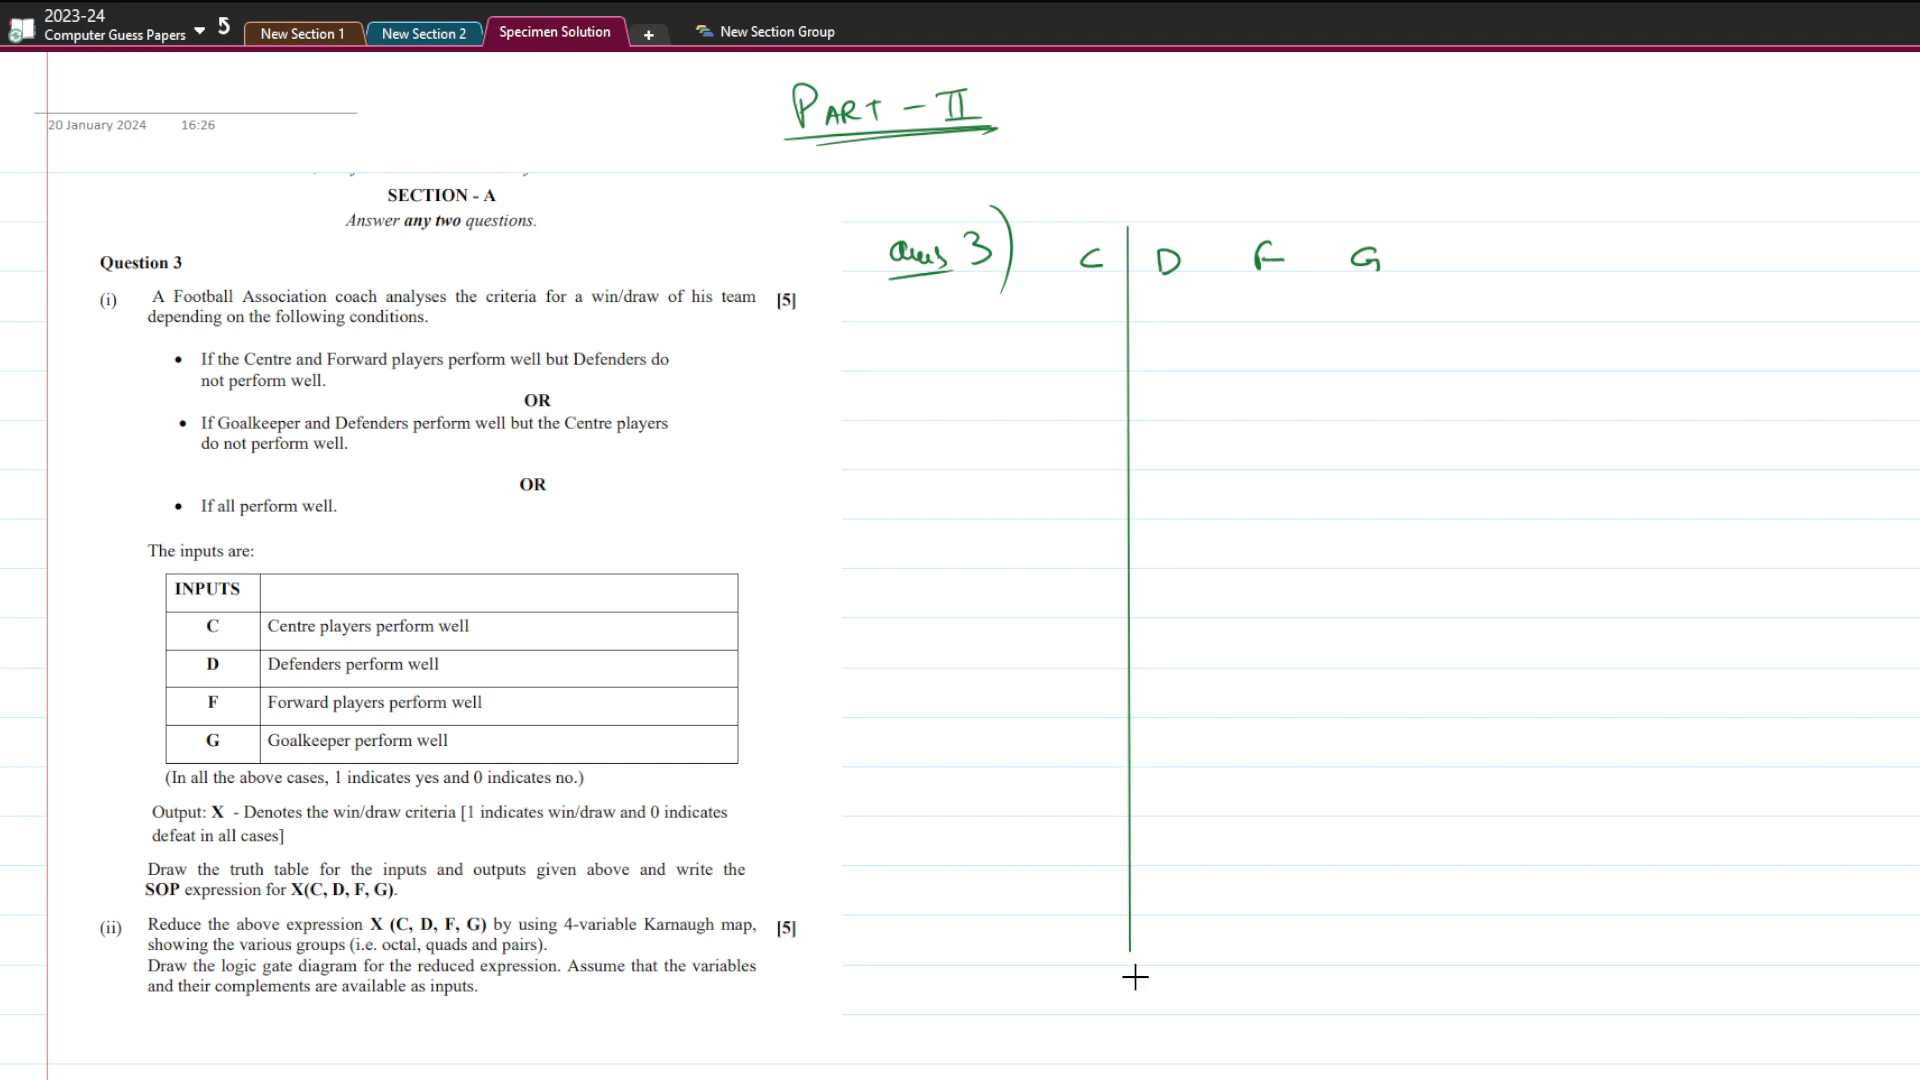 2023-24
Computer Guess Papers
New Section 1
New Section 2
Specimen Solution
+
New Section Group
PART - II
20 January 2024 16:26
SECTION - A
Answer any two questions.
Question 3
(i) A Football Association coach analyses the criteria for a win/draw of his team [5]
depending on the following conditions.
• If the Centre and Forward players perform well but Defenders do
not perform well.
OR
• If Goalkeeper and Defenders perform well but the Centre players
do not perform well.
OR
• If all perform well.
The inputs are:
INPUTS
C Centre players perform well
D Defenders perform well
F Forward players perform well
G Goalkeeper perform well
(In all the above cases, 1 indicates yes and 0 indicates no.)
Output: X - Denotes the win/draw criteria [1 indicates win/draw and 0 indicates
defeat in all cases]
Draw the truth table for the inputs and outputs given above and write the
SOP expression for X(C, D, F, G).
(ii) Reduce the above expression X (C, D, F, G) by using 4-variable Karnaugh map, [5]
showing the various groups (i.e. octal, quads and pairs).
Draw the logic gate diagram for the reduced expression. Assume that the variables
and their complements are available as inputs.
ans 3) C D F G